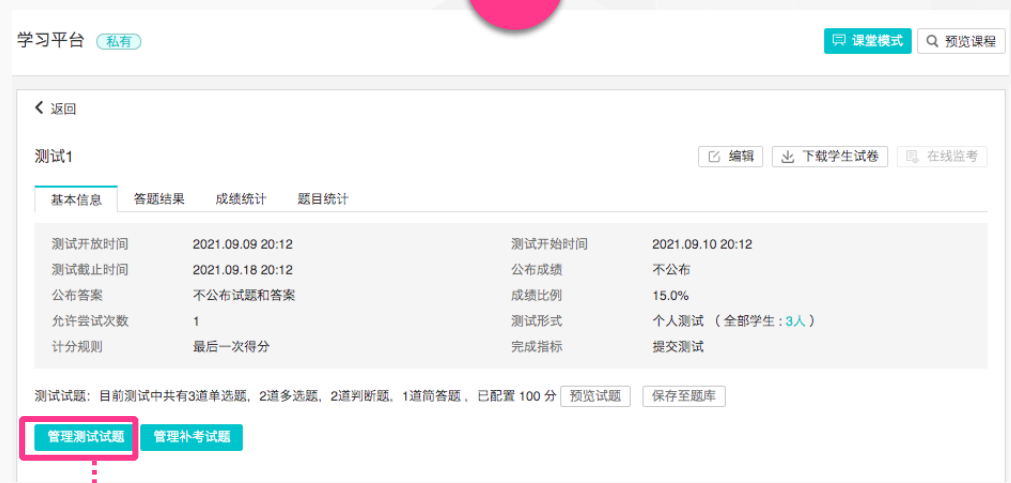 学习平台 私有 课堂模式 预览课程
返回
测试1 编辑 下载学生试卷 在线监考
基本信息 答题结果 成绩统计 题目统计
测试开放时间 2021.09.09 20:12 测试开始时间 2021.09.10 20:12
测试截止时间 2021.09.18 20:12 公布成绩 不公布
公布答案 不公布试题和答案 成绩比例 15.0%
允许尝试次数 1 测试形式 个人测试 （ 全部学生 : 3人 ）
计分规则 最后一次得分 完成指标 提交测试
测试试题: 目前测试中共有3道单选题, 2道多选题, 2道判断题, 1道简答题 , 已配置 100 分 预览试题 保存至题库
管理测试试题 管理补考试题